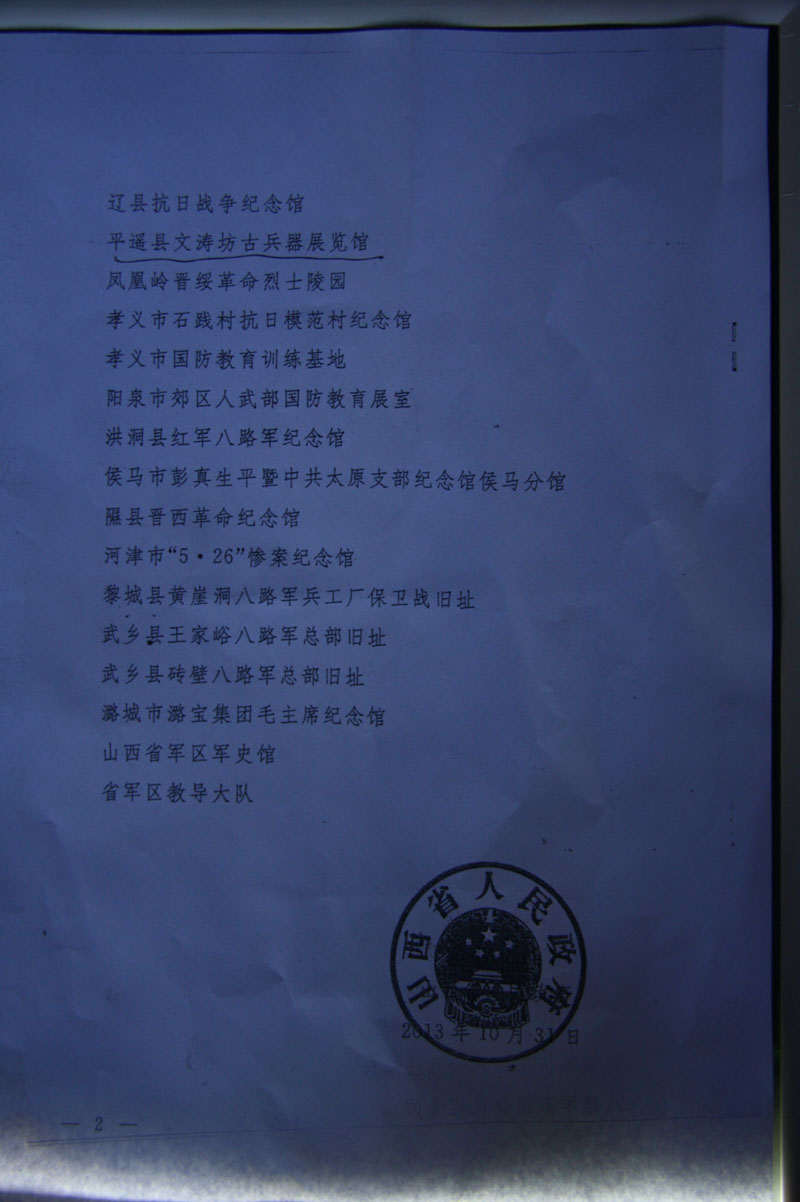 辽县抗日战争纪念馆
平遥县文涛坊古兵器展览馆
凤凰岭晋绥革命烈士陵园
孝义市石践村抗日模范村纪念馆
孝义市国防教育训练基地
阳泉市郊区人武部国防教育展室
洪洞县红军八路军纪念馆
侯马市彭真生平暨中共太原支部纪念馆侯马分馆
隰县晋西革命纪念馆
河津市“5·26”惨案纪念馆
黎城县黄崖洞八路军兵工厂保卫战旧址
武乡县王家峪八路军总部旧址
武乡县砖壁八路军总部旧址
潞城市潞宝集团毛主席纪念馆
山西省军区军史馆
省军区教导大队
山西省人民政府
2013年10月31日
— 2 —